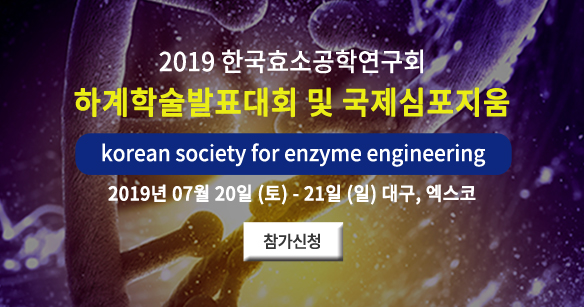 2019 한국효소공학연구회
하계학술발표대회 및 국제심포지움
korean society for enzyme engineering
2019년 07월 20일 (토) - 21일 (일) 대구, 엑스코
참가신청